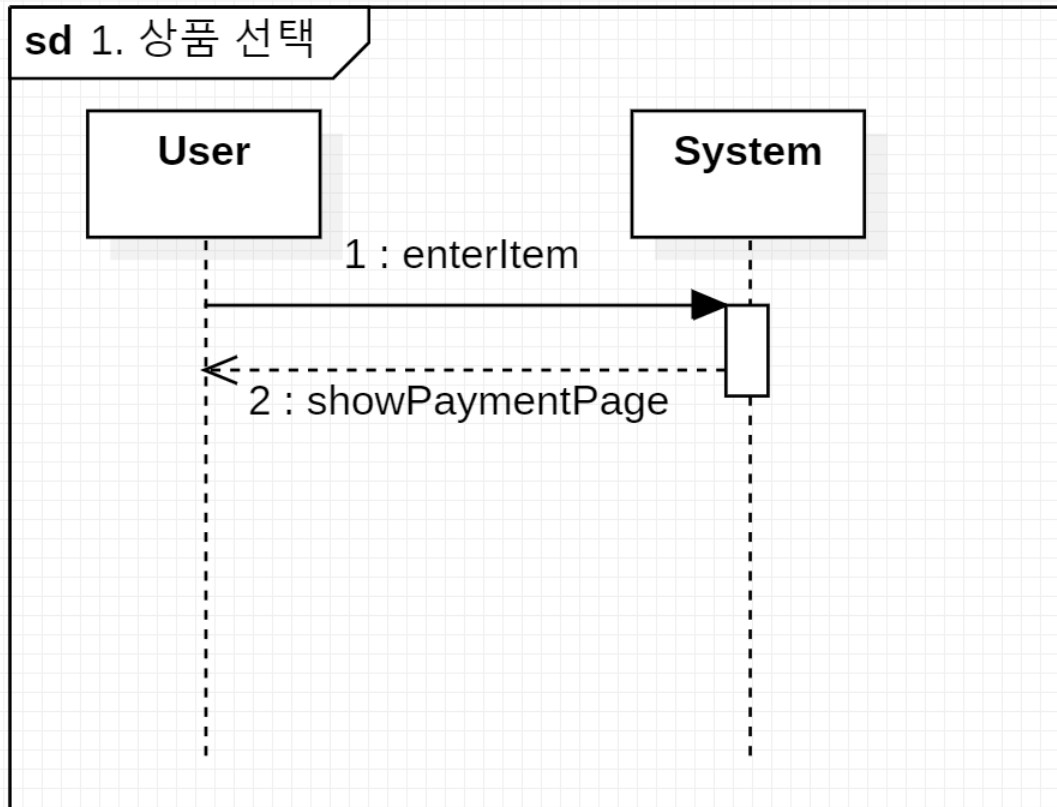 sd 1. 상품 선택
User
System
1 : enterItem
2 : showPaymentPage